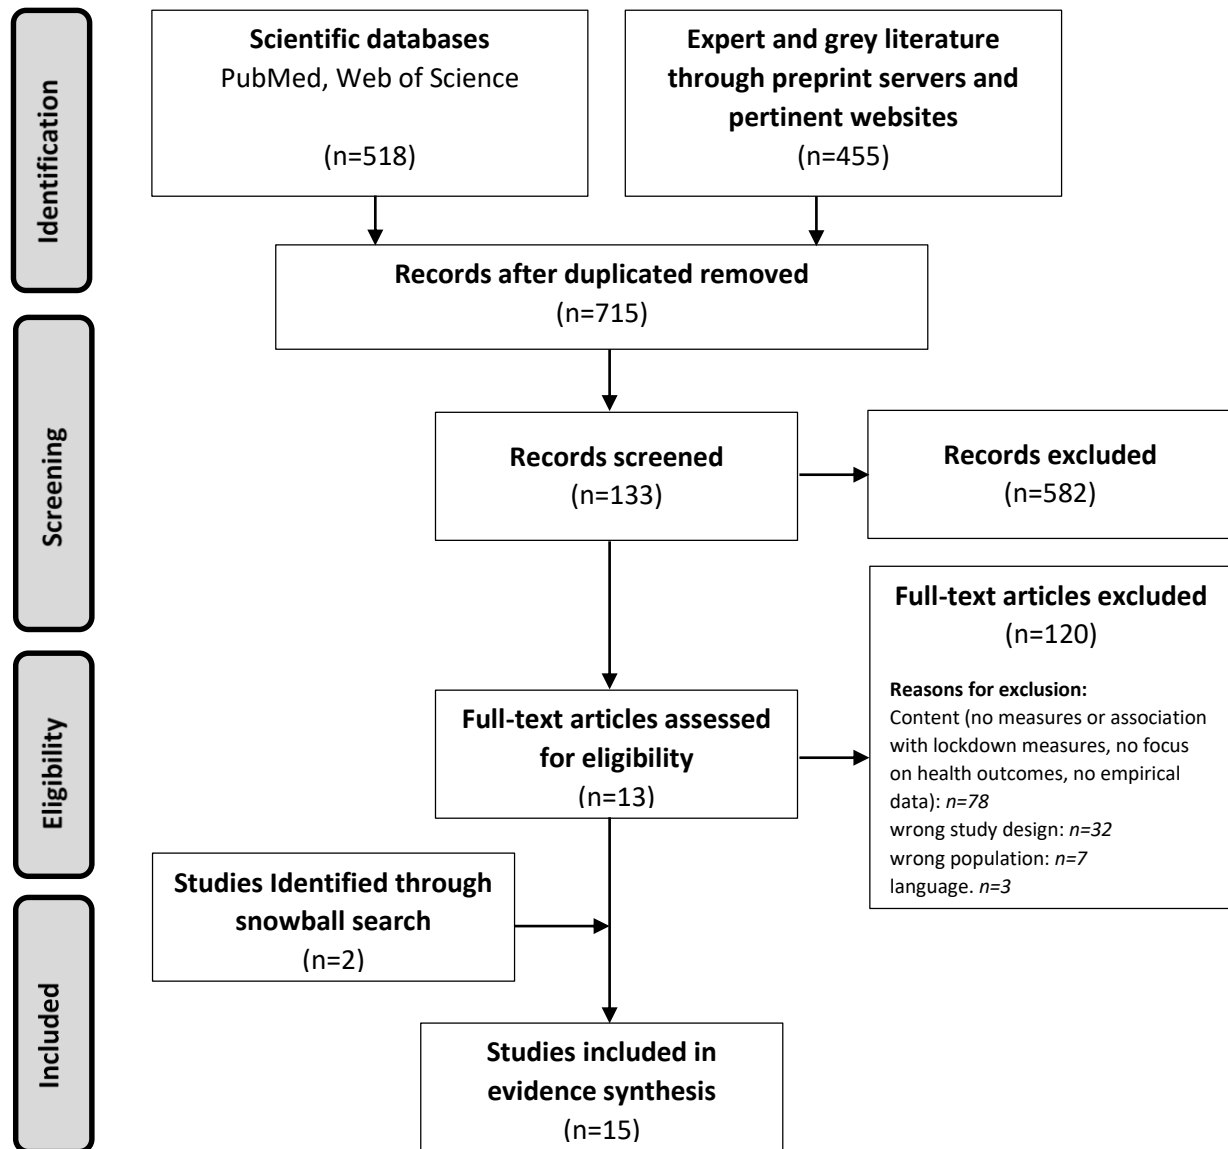 Identification
Scientific databases
PubMed, Web of Science
(n=518)
Expert and grey literature
through preprint servers and
pertinent websites
(n=455)
Records after duplicated removed
(n=715)
Screening
Records screened
(n=133)
Records excluded
(n=582)
Full-text articles excluded
(n=120)
Reasons for exclusion:
Content (no measures or association
with lockdown measures, no focus
on health outcomes, no empirical
data): n=78
wrong study design: n=32
wrong population: n=7
language. n=3
Eligibility
Full-text articles assessed
for eligibility
(n=13)
Studies Identified through
snowball search
(n=2)
Included
Studies included in
evidence synthesis
(n=15)